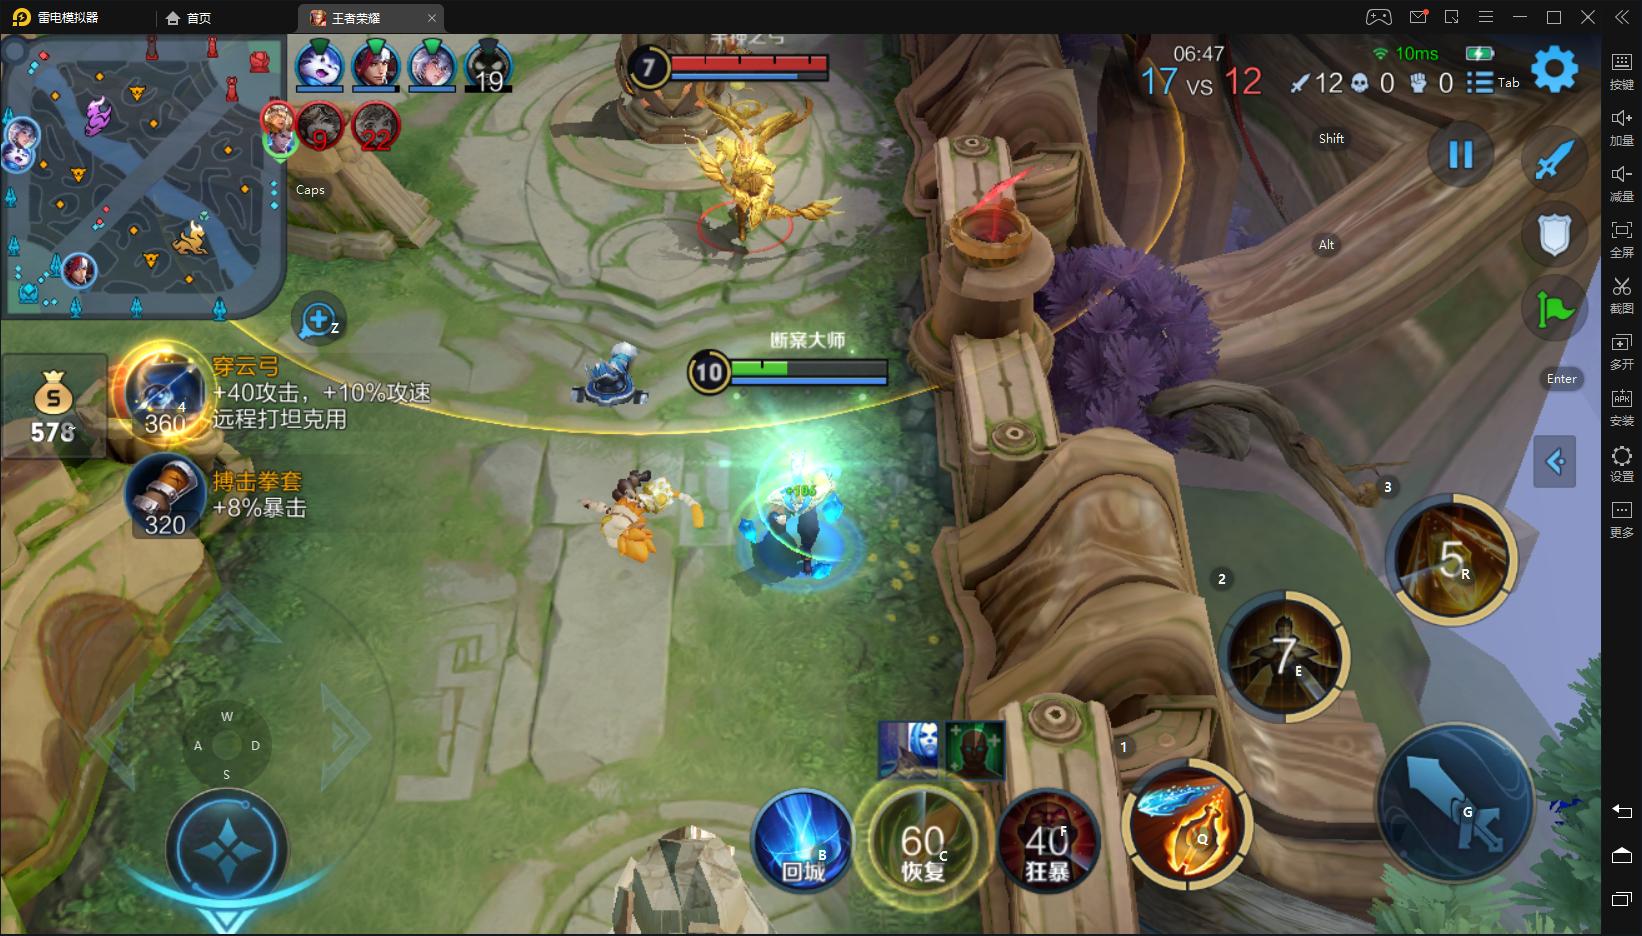 雷电模拟器
首页
王者荣耀
06:47
10ms
17 vs 12
12 0 0
Tab
7
19
9
22
Caps
Shift
Alt
Enter
Z
断案大师
10
穿云弓
+40攻击，+10%攻速
远程打坦克用
4
360
578
~
搏击拳套
+8%暴击
320
+106
W
A D
S
3
5
R
2
7
E
1
Q
G
B
回城
60
C
恢复
40
F
狂暴
按键
加量
减量
全屏
截图
多开
APK
安装
设置
更多